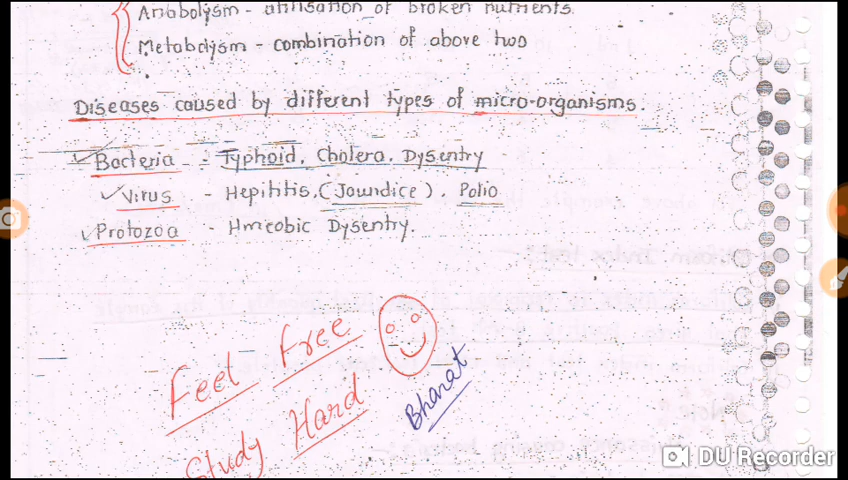 Anabolysm - utilisation of broken nutrients.
Metabolysm - combination of above two
Diseases caused by different types of micro-organisms.
Bacteria - Typhoid, Cholera, Dysentry
Virus - Hepititis, (Jaundice), Polio
Protozoa - Hmeobic Dysentry.
Feel Free
Study Hard
Bharat
DU Recorder